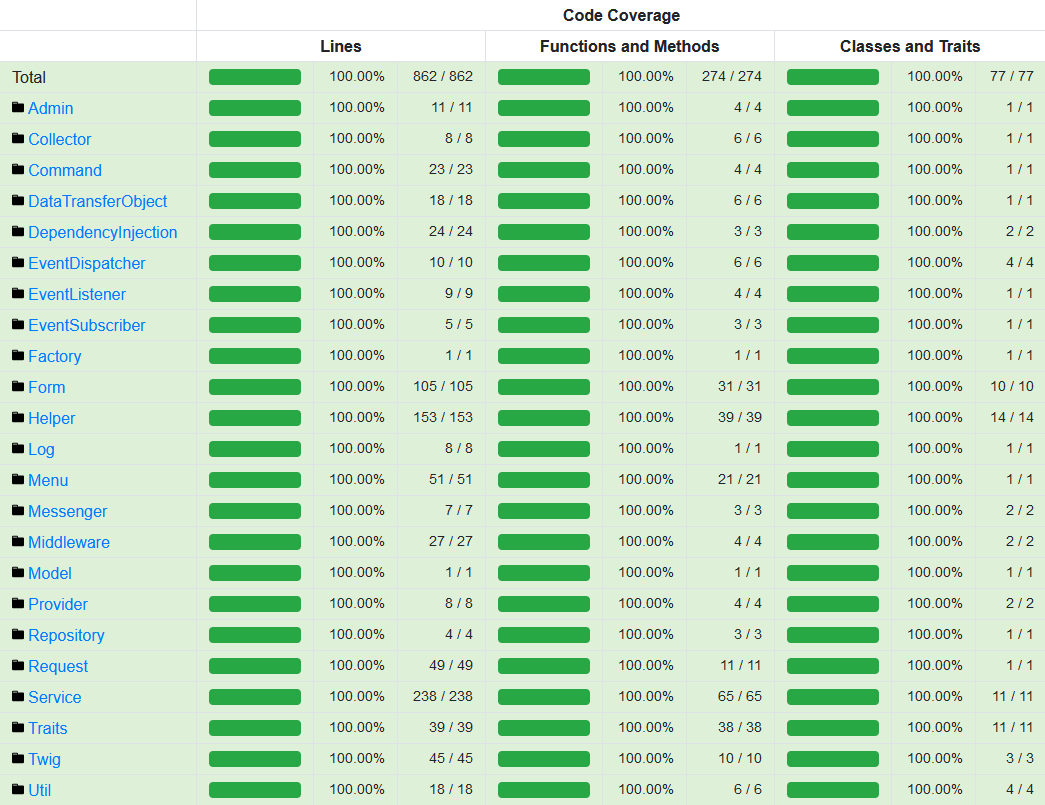 Code Coverage
Lines Functions and Methods Classes and Traits
Total 100.00% 862 / 862 100.00% 274 / 274 100.00% 77 / 77
Admin 100.00% 11 / 11 100.00% 4 / 4 100.00% 1 / 1
Collector 100.00% 8 / 8 100.00% 6 / 6 100.00% 1 / 1
Command 100.00% 23 / 23 100.00% 4 / 4 100.00% 1 / 1
DataTransferObject 100.00% 18 / 18 100.00% 6 / 6 100.00% 1 / 1
DependencyInjection 100.00% 24 / 24 100.00% 3 / 3 100.00% 2 / 2
EventDispatcher 100.00% 10 / 10 100.00% 6 / 6 100.00% 4 / 4
EventListener 100.00% 9 / 9 100.00% 4 / 4 100.00% 1 / 1
EventSubscriber 100.00% 5 / 5 100.00% 3 / 3 100.00% 1 / 1
Factory 100.00% 1 / 1 100.00% 1 / 1 100.00% 1 / 1
Form 100.00% 105 / 105 100.00% 31 / 31 100.00% 10 / 10
Helper 100.00% 153 / 153 100.00% 39 / 39 100.00% 14 / 14
Log 100.00% 8 / 8 100.00% 1 / 1 100.00% 1 / 1
Menu 100.00% 51 / 51 100.00% 21 / 21 100.00% 1 / 1
Messenger 100.00% 7 / 7 100.00% 3 / 3 100.00% 2 / 2
Middleware 100.00% 27 / 27 100.00% 4 / 4 100.00% 2 / 2
Model 100.00% 1 / 1 100.00% 1 / 1 100.00% 1 / 1
Provider 100.00% 8 / 8 100.00% 4 / 4 100.00% 2 / 2
Repository 100.00% 4 / 4 100.00% 3 / 3 100.00% 1 / 1
Request 100.00% 49 / 49 100.00% 11 / 11 100.00% 1 / 1
Service 100.00% 238 / 238 100.00% 65 / 65 100.00% 11 / 11
Traits 100.00% 39 / 39 100.00% 38 / 38 100.00% 11 / 11
Twig 100.00% 45 / 45 100.00% 10 / 10 100.00% 3 / 3
Util 100.00% 18 / 18 100.00% 6 / 6 100.00% 4 / 4